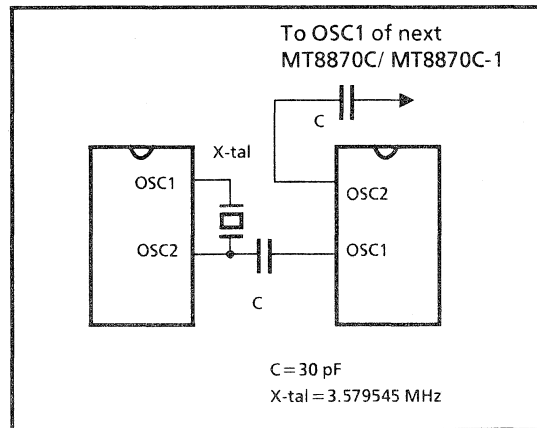 To OSC1 of next
MT8870C/ MT8870C-1
C
X-tal
OSC1
OSC2
OSC2
OSC1
C
C=30 pF
X-tal=3.579545 MHz